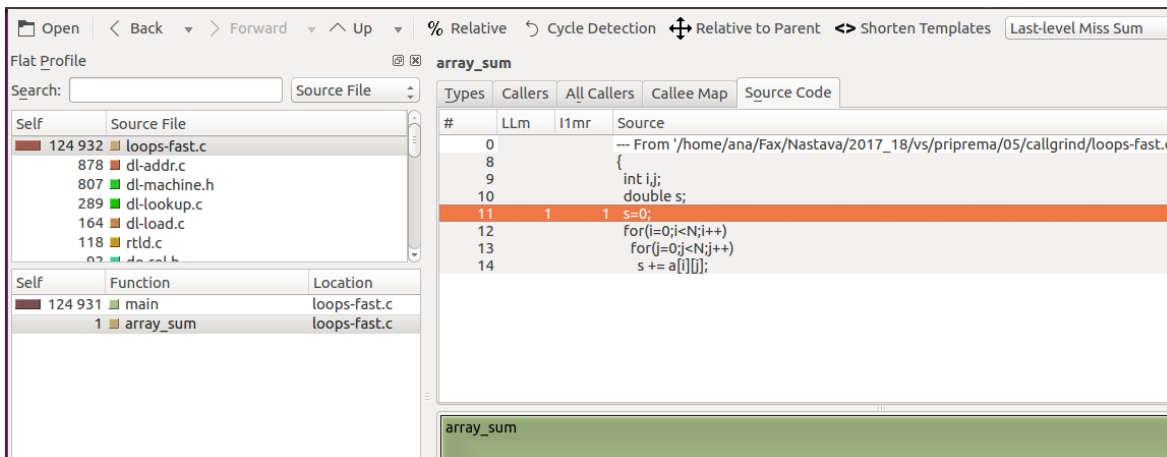 Open Back Forward Up % Relative Cycle Detection Relative to Parent <> Shorten Templates Last-level Miss Sum
Flat Profile
Search: Source File
Self Source File
124 932 loops-fast.c
878 dl-addr.c
807 dl-machine.h
289 dl-lookup.c
164 dl-load.c
118 rtld.c
Self Function Location
124 931 main loops-fast.c
1 array_sum loops-fast.c
array_sum
Types Callers All Callers Callee Map Source Code
# LLm I1mr Source
0 --- From '/home/ana/Fax/Nastava/2017_18/vs/priprema/05/callgrind/loops-fast.
8 {
9 int i,j;
10 double s;
11 1 1 s=0;
12 for(i=0;i<N;i++)
13 for(j=0;j<N;j++)
14 s += a[i][j];
array_sum